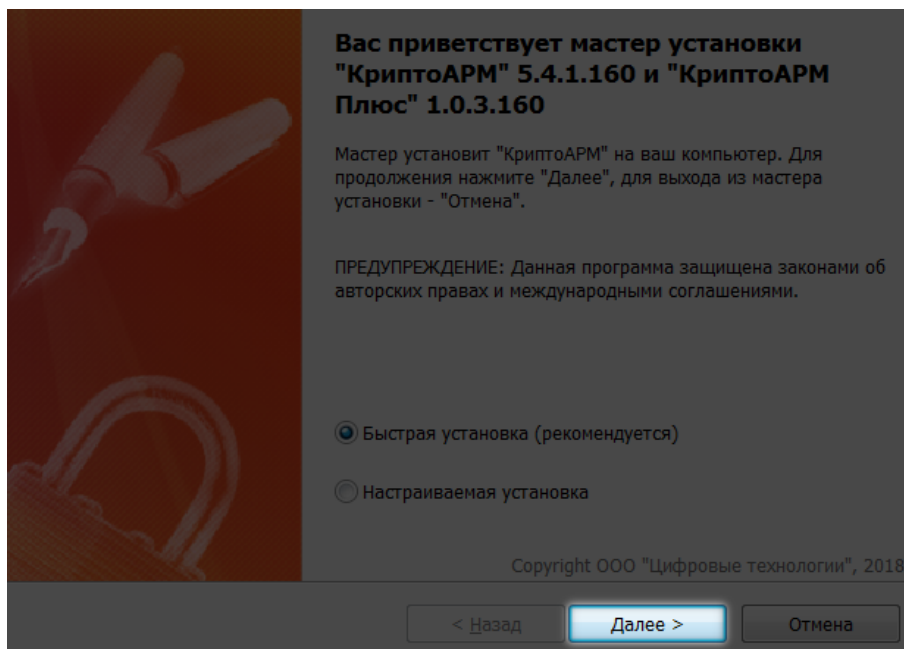 Вас приветствует мастер установки
"КриптоАРМ" 5.4.1.160 и "КриптоАРМ
Плюс" 1.0.3.160
Мастер установит "КриптоАРМ" на ваш компьютер. Для
продолжения нажмите "Далее", для выхода из мастера
установки - "Отмена".
ПРЕДУПРЕЖДЕНИЕ: Данная программа защищена законами об
авторских правах и международными соглашениями.
Быстрая установка (рекомендуется)
Настраиваемая установка
Copyright ООО "Цифровые технологии", 2018
< Назад Далее > Отмена